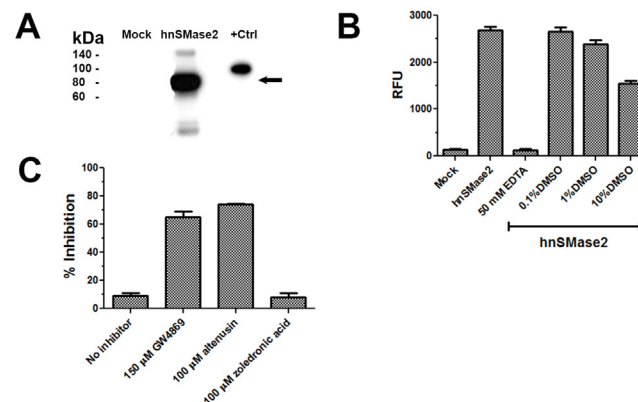 A
kDa Mock hnSMase2 +Ctrl
140 -
100 -
80 -
60 -
B
RFU
3000
2000
1000
0
Mock
hnSMase2
50 mM EDTA
0.1%DMSO
1%DMSO
10%DMSO
hnSMase2
C
% Inhibition
100
80
60
40
20
0
No inhibitor
150 µM GW4869
100 µM altenusin
100 µM zoledronic acid